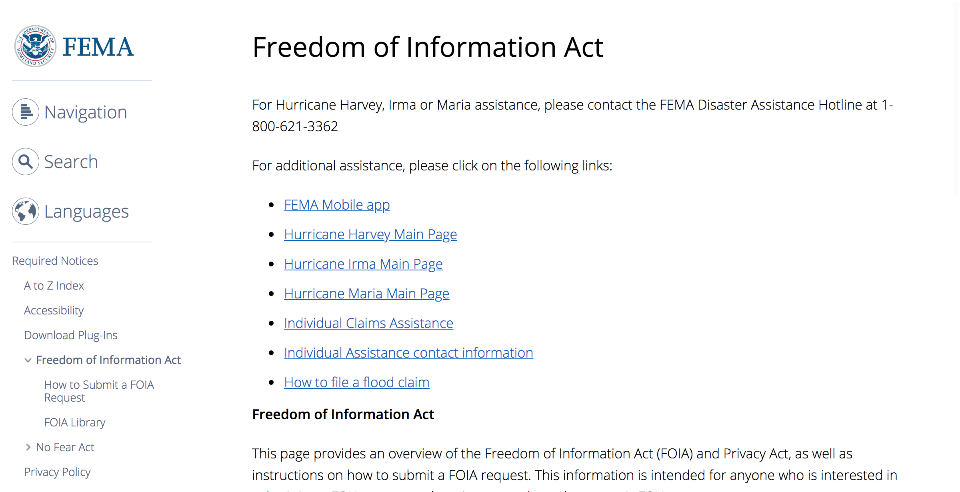 FEMA
Navigation
Search
Languages
Required Notices
A to Z Index
Accessibility
Download Plug-Ins
Freedom of Information Act
How to Submit a FOIA
Request
FOIA Library
No Fear Act
Privacy Policy
Freedom of Information Act
For Hurricane Harvey, Irma or Maria assistance, please contact the FEMA Disaster Assistance Hotline at 1-
800-621-3362
For additional assistance, please click on the following links:
FEMA Mobile app
Hurricane Harvey Main Page
Hurricane Irma Main Page
Hurricane Maria Main Page
Individual Claims Assistance
Individual Assistance contact information
How to file a flood claim
Freedom of Information Act
This page provides an overview of the Freedom of Information Act (FOIA) and Privacy Act, as well as
instructions on how to submit a FOIA request. This information is intended for anyone who is interested in